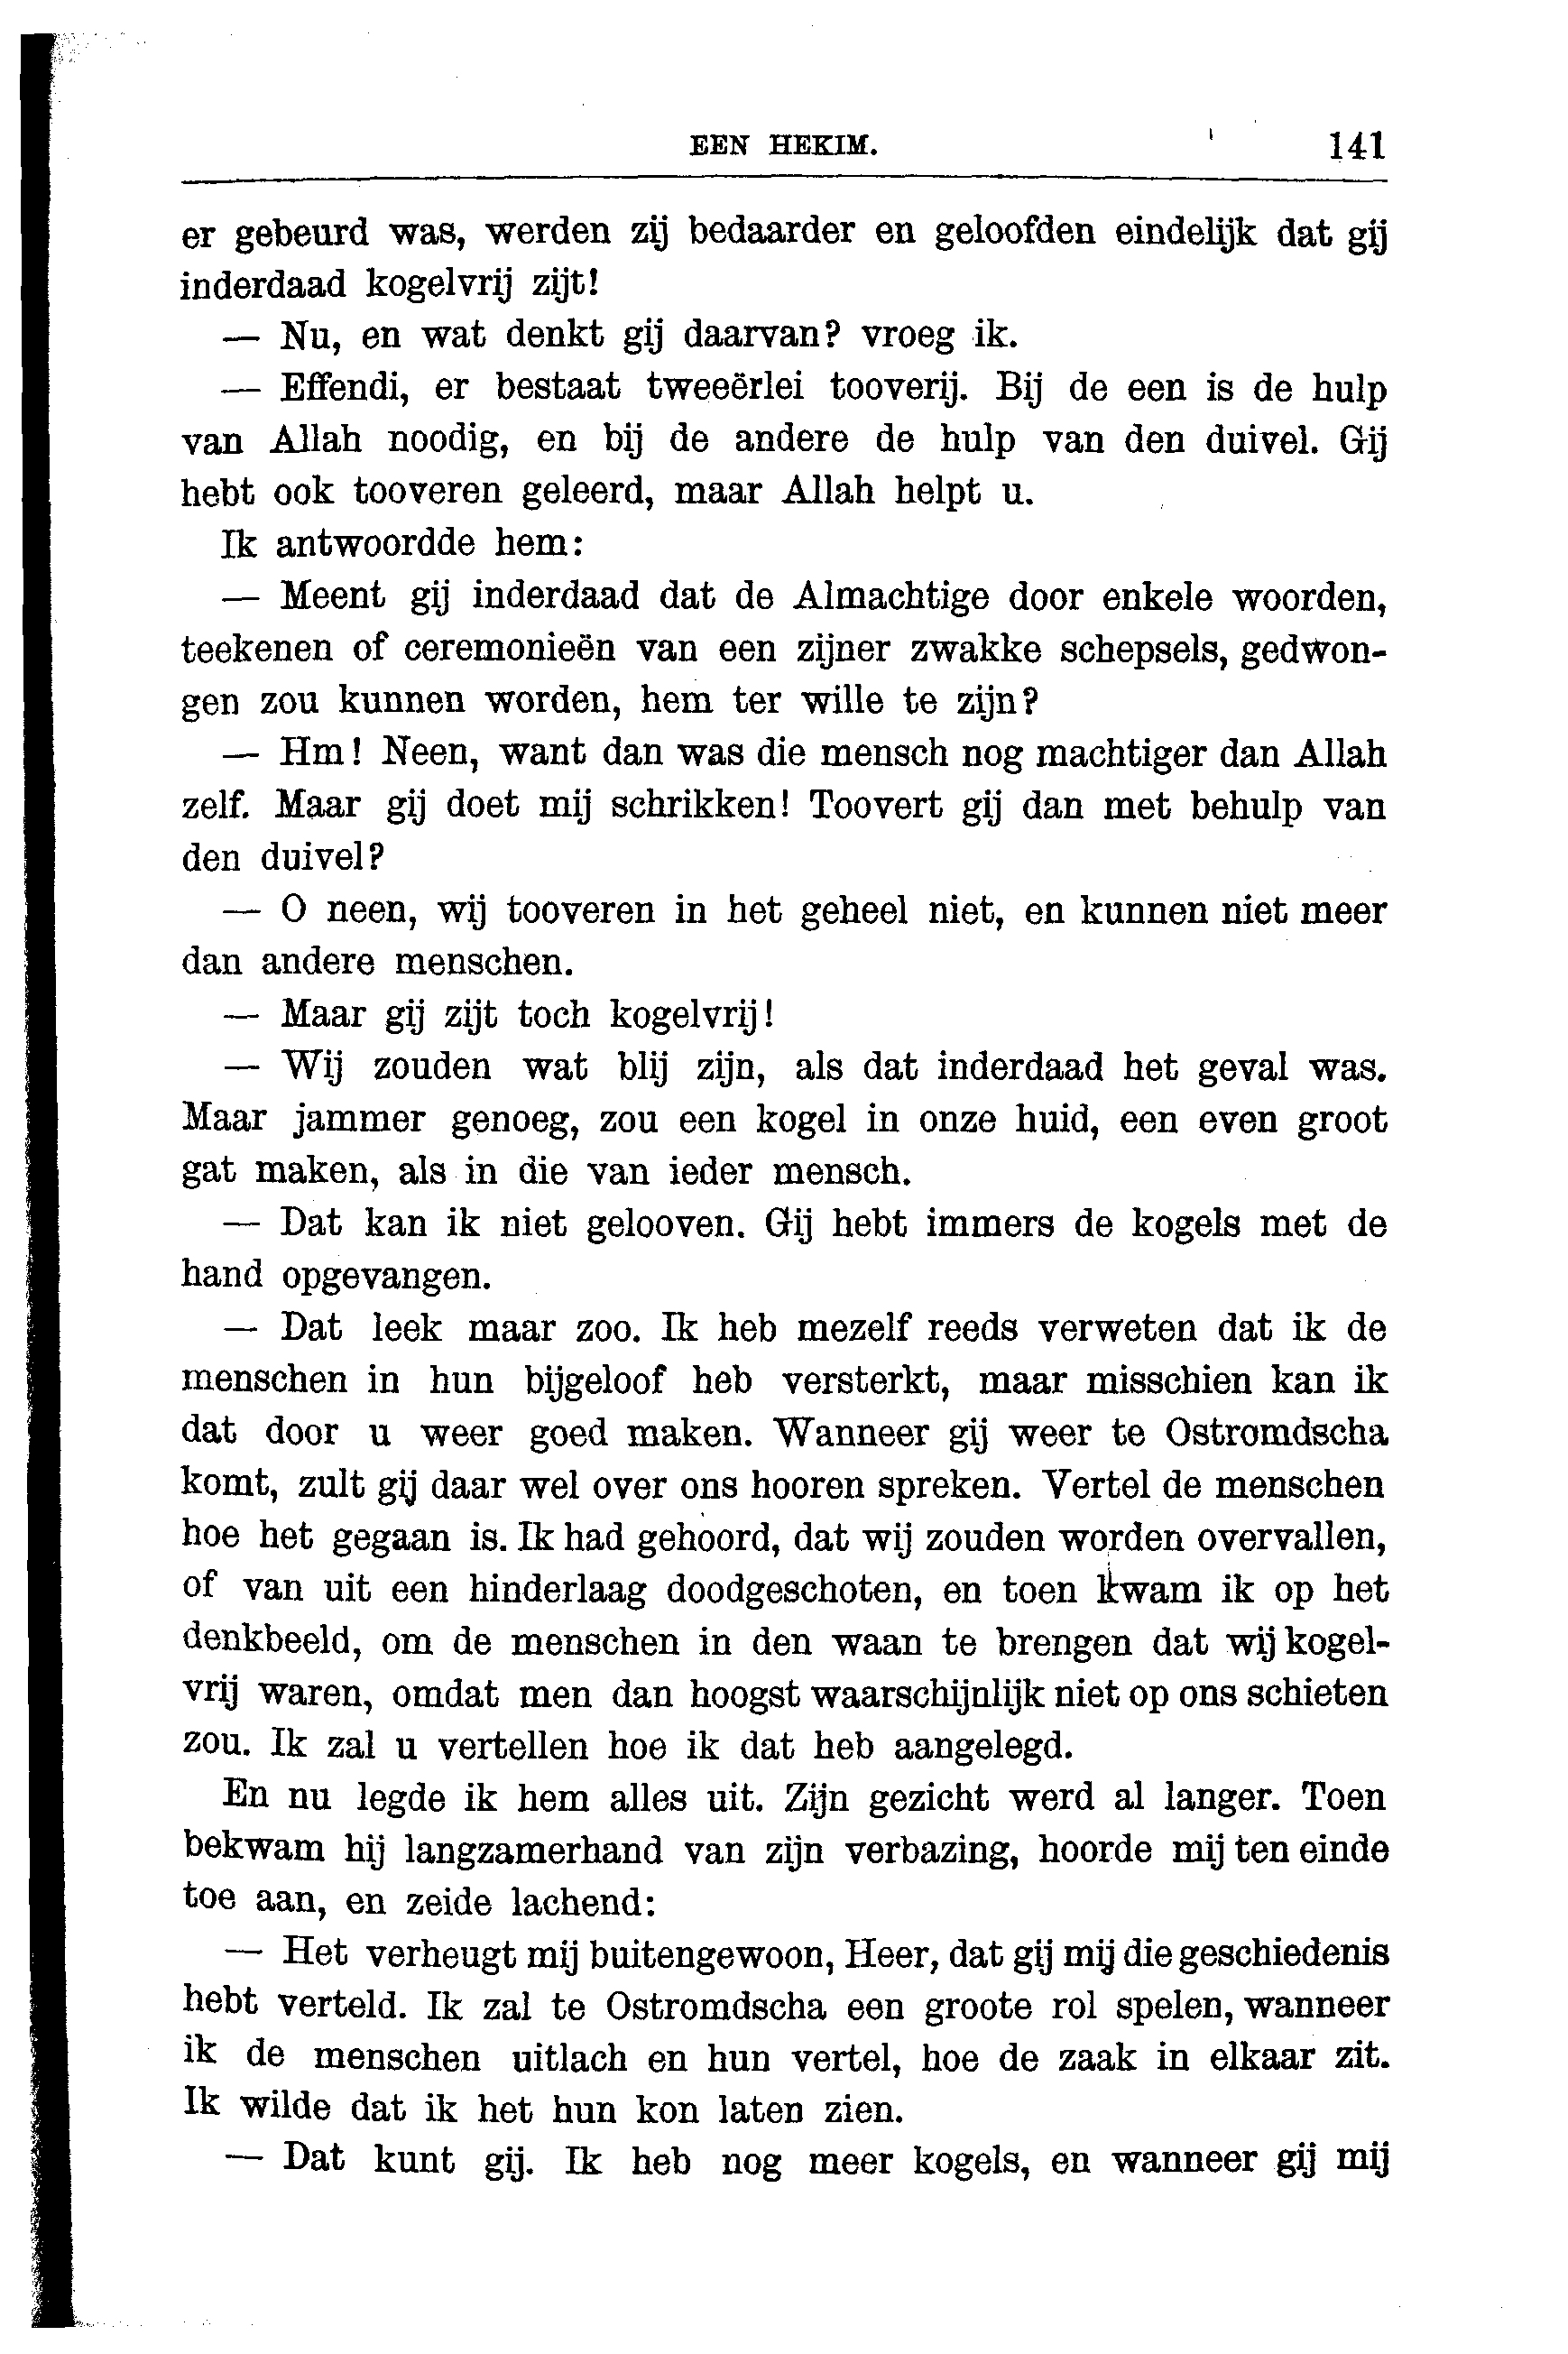 EEN HEKIM. 141
er gebeurd was, werden zij bedaarder en geloofden eindelijk dat gij
inderdaad kogelvrij zijt!
— Nu, en wat denkt gij daarvan? vroeg ik.
— Effendi, er bestaat tweeërlei tooverij. Bij de een is de hulp
van Allah noodig, en bij de andere de hulp van den duivel. Gij
hebt ook tooveren geleerd, maar Allah helpt u.
Ik antwoordde hem:
— Meent gij inderdaad dat de Almachtige door enkele woorden,
teekenen of ceremonieën van een zijner zwakke schepsels, gedwon-
gen zou kunnen worden, hem ter wille te zijn?
— Hm! Neen, want dan was die mensch nog machtiger dan Allah
zelf. Maar gij doet mij schrikken! Toovert gij dan met behulp van
den duivel?
— O neen, wij tooveren in het geheel niet, en kunnen niet meer
dan andere menschen.
— Maar gij zijt toch kogelvrij!
— Wij zouden wat blij zijn, als dat inderdaad het geval was.
Maar jammer genoeg, zou een kogel in onze huid, een even groot
gat maken, als in die van ieder mensch.
— Dat kan ik niet gelooven. Gij hebt immers de kogels met de
hand opgevangen.
— Dat leek maar zoo. Ik heb mezelf reeds verweten dat ik de
menschen in hun bijgeloof heb versterkt, maar misschien kan ik
dat door u weer goed maken. Wanneer gij weer te Ostromdscha
komt, zult gij daar wel over ons hooren spreken. Vertel de menschen
hoe het gegaan is. Ik had gehoord, dat wij zouden worden overvallen,
of van uit een hinderlaag doodgeschoten, en toen kwam ik op het
denkbeeld, om de menschen in den waan te brengen dat wij kogel-
vrij waren, omdat men dan hoogst waarschijnlijk niet op ons schieten
zou. Ik zal u vertellen hoe ik dat heb aangelegd.
En nu legde ik hem alles uit. Zijn gezicht werd al langer. Toen
bekwam hij langzamerhand van zijn verbazing, hoorde mij ten einde
toe aan, en zeide lachend:
— Het verheugt mij buitengewoon, Heer, dat gij mij die geschiedenis
hebt verteld. Ik zal te Ostromdscha een groote rol spelen, wanneer
ik de menschen uitlach en hun vertel, hoe de zaak in elkaar zit.
Ik wilde dat ik het hun kon laten zien.
— Dat kunt gij. Ik heb nog meer kogels, en wanneer gij mij